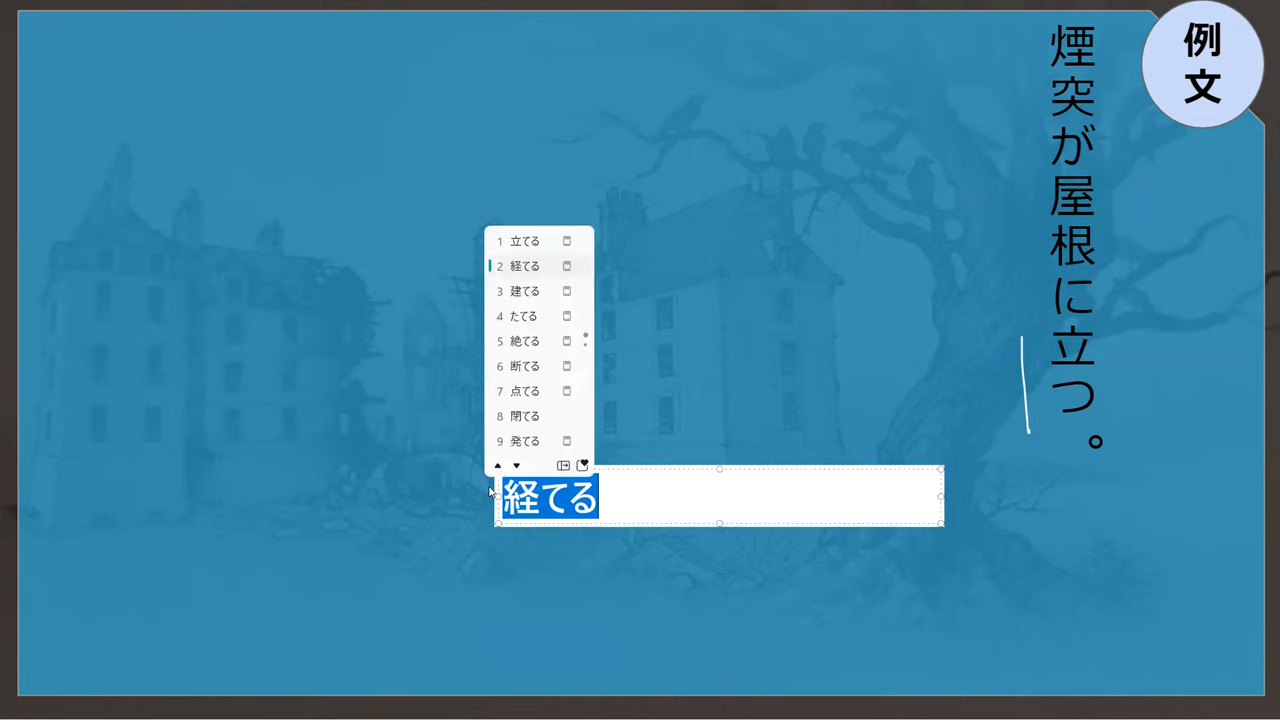 例文
煙突が屋根に立つ。
1 立てる
2 経てる
3 建てる
4 たてる
5 絶てる
6 断てる
7 点てる
8 閉てる
9 発てる
経てる